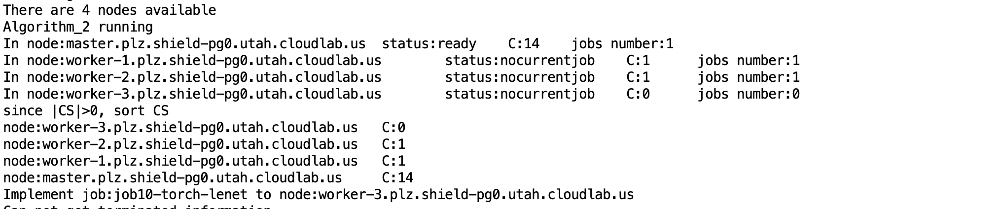 There are 4 nodes available
Algorithm_2 running
In node:master.plz.shield-pg0.utah.cloudlab.us status:ready C:14 jobs number:1
In node:worker-1.plz.shield-pg0.utah.cloudlab.us status:nocurrentjob C:1 jobs number:1
In node:worker-2.plz.shield-pg0.utah.cloudlab.us status:nocurrentjob C:1 jobs number:1
In node:worker-3.plz.shield-pg0.utah.cloudlab.us status:nocurrentjob C:0 jobs number:0
since |CS|>0, sort CS
node:worker-3.plz.shield-pg0.utah.cloudlab.us C:0
node:worker-2.plz.shield-pg0.utah.cloudlab.us C:1
node:worker-1.plz.shield-pg0.utah.cloudlab.us C:1
node:master.plz.shield-pg0.utah.cloudlab.us C:14
Implement job:job10-torch-lenet to node:worker-3.plz.shield-pg0.utah.cloudlab.us
Can not get terminated information